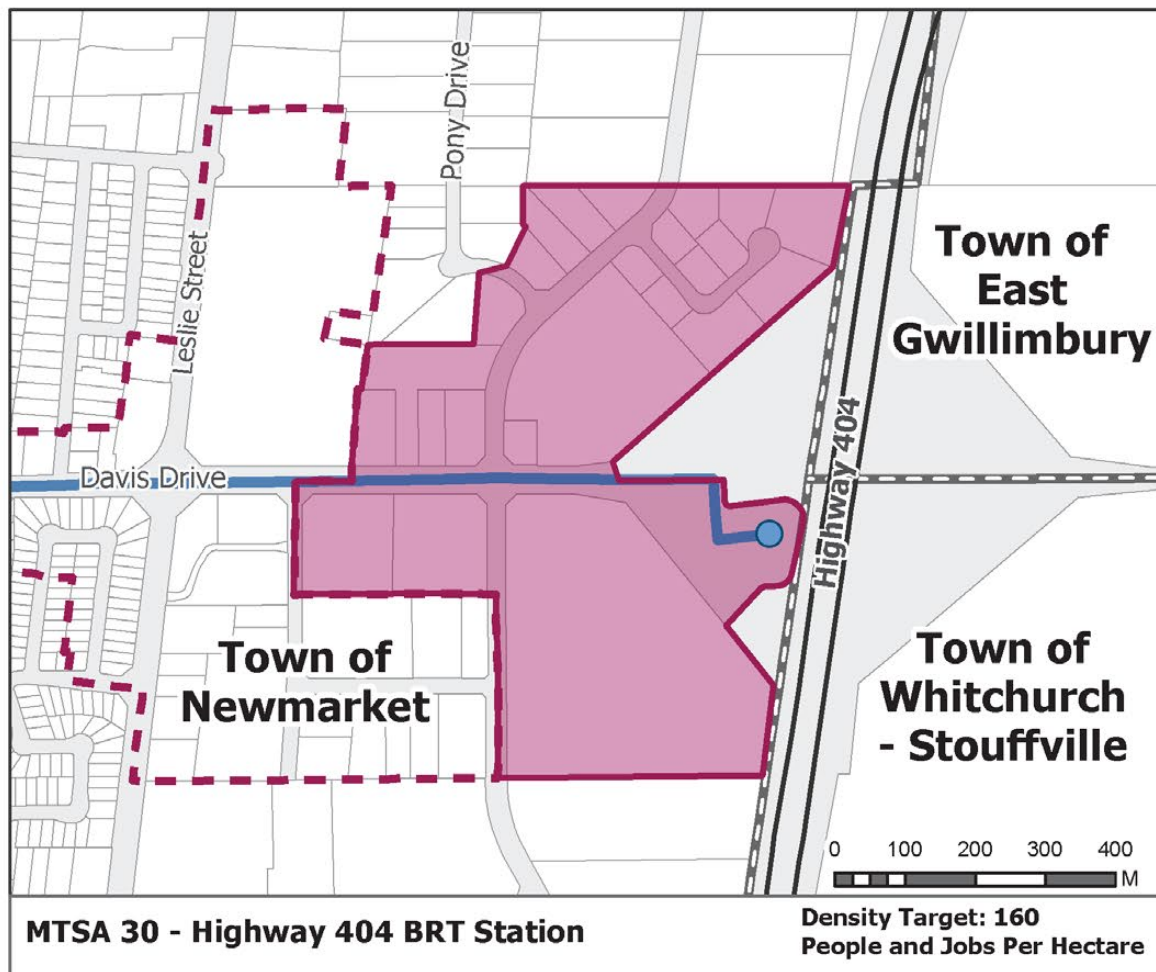 Pony Drive
Leslie Street
Town of
East
Gwillimbury
Davis Drive
Highway 404
Town of
Newmarket
Town of
Whitchurch
- Stouffville
0 100 200 300 400
M
MTSA 30 - Highway 404 BRT Station
Density Target: 160
People and Jobs Per Hectare